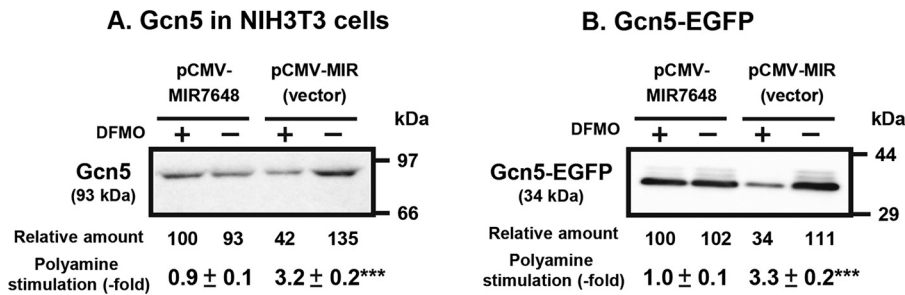 A. Gcn5 in NIH3T3 cells
pCMV-
MIR7648
pCMV-MIR
(vector)
kDa
DFMO + − + −
Gcn5
(93 kDa)
97
66
Relative amount 100 93 42 135
Polyamine
stimulation (-fold) 0.9 ± 0.1 3.2 ± 0.2***
B. Gcn5-EGFP
pCMV-
MIR7648
pCMV-MIR
(vector)
kDa
DFMO + − + −
Gcn5-EGFP
(34 kDa)
44
29
Relative amount 100 102 34 111
Polyamine
stimulation (-fold) 1.0 ± 0.1 3.3 ± 0.2***